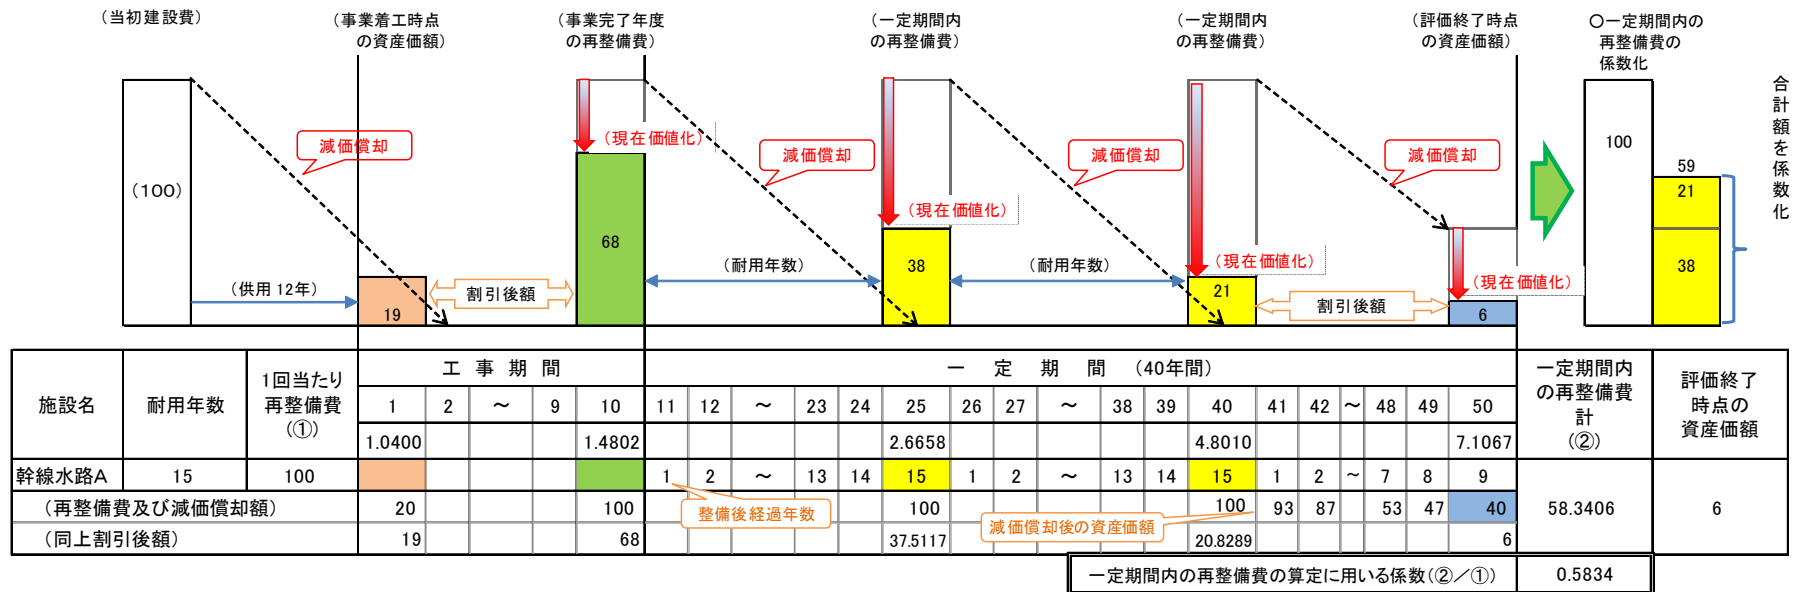 （当初建設費）
（事業着工時点
の資産価額）
（事業完了年度
の再整備費）
（一定期間内
の再整備費）
（一定期間内
の再整備費）
（評価終了時点
の資産価額）
〇一定期間内の
再整備費の
係数化
合計額を係数化
減価償却
（現在価値化）
減価償却
減価償却
減価償却
100
59
21
（100）
（現在価値化）
68
38
（耐用年数）
（耐用年数）
（現在価値化）
38
（供用 12年）
割引後額
（現在価値化）
21
割引後額
19
6
施設名
耐用年数
1回当たり
再整備費
（①）
工 事 期 間
一 定 期 間 （40年間）
一定期間内
の再整備費
計
（②）
評価終了
時点の
資産価額
1 2 ～ 9 10 11 12 ～ 23 24 25 26 27 ～ 38 39 40 41 42 ～ 48 49 50
1.0400 1.4802 2.6658 4.8010 7.1067
幹線水路A 15 100 1 2 ～ 13 14 15 1 2 ～ 13 14 15 1 2 ～ 7 8 9
（再整備費及び減価償却額） 20 100 100 100 93 87 53 47 40 58.3406 6
整備後経過年数
減価償却後の資産価額
（同上割引後額） 19 68 37.5117 20.8289 6
一定期間内の再整備費の算定に用いる係数（②／①） 0.5834